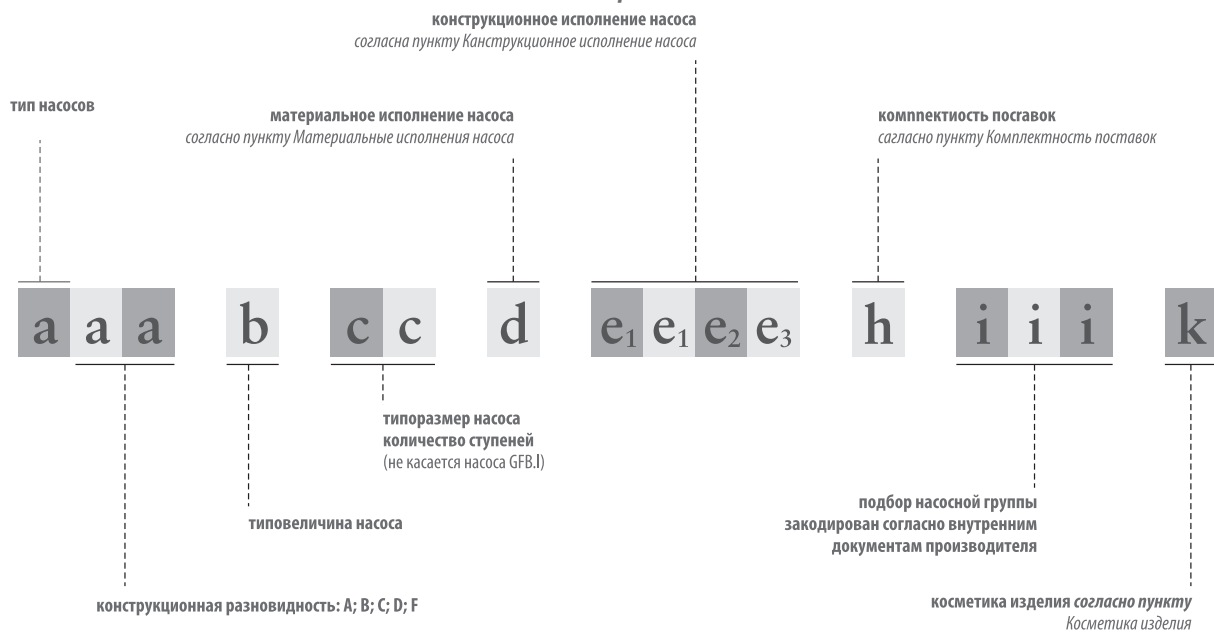 конструкционное исполнение насоса
согласна пункту Канструкционное исполнение насоса
тип насосов
материальное исполнение насоса
согласно пункту Материальные исполнения насоса
компnектиость поcrавок
сагласно пункту Комплектность поставок
a a a b c c d e₁ e₁ e₂ e₃ h i i i k
типоразмер насоса
количество ступеней
(не касается насоса GFB.I)
типовеличина насоса
подбор насосной группы
закодирован согласно внутренним
документам производителя
конструкционная разновидность: A; B; C; D; F
косметика изделия согласно пункту
Косметика изделия